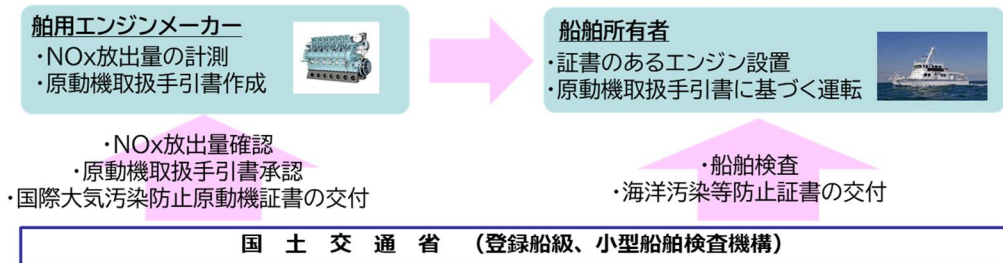 舶用エンジンメーカー
・NOx放出量の計測
・原動機取扱手引書作成
船舶所有者
・証書のあるエンジン設置
・原動機取扱手引書に基づく運転
・NOx放出量確認
・原動機取扱手引書承認
・国際大気汚染防止原動機証書の交付
・船舶検査
・海洋汚染等防止証書の交付
国 土 交 通 省 （登録船級、小型船舶検査機構）